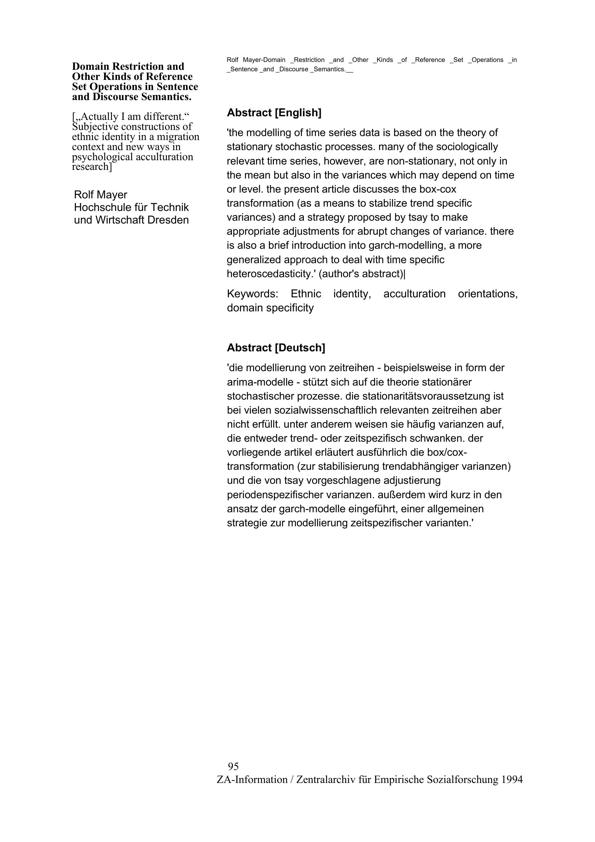 Domain Restriction and
Other Kinds of Reference
Set Operations in Sentence
and Discourse Semantics.
[„Actually I am different.“
Subjective constructions of
ethnic identity in a migration
context and new ways in
psychological acculturation
research]
Rolf Mayer
Hochschule für Technik
und Wirtschaft Dresden
Rolf Mayer-Domain _Restriction _and _Other _Kinds _of _Reference _Set _Operations _in
_Sentence _and _Discourse _Semantics.__
Abstract [English]
'the modelling of time series data is based on the theory of
stationary stochastic processes. many of the sociologically
relevant time series, however, are non-stationary, not only in
the mean but also in the variances which may depend on time
or level. the present article discusses the box-cox
transformation (as a means to stabilize trend specific
variances) and a strategy proposed by tsay to make
appropriate adjustments for abrupt changes of variance. there
is also a brief introduction into garch-modelling, a more
generalized approach to deal with time specific
heteroscedasticity.' (author's abstract)|
Keywords: Ethnic identity, acculturation orientations,
domain specificity
Abstract [Deutsch]
'die modellierung von zeitreihen - beispielsweise in form der
arima-modelle - stützt sich auf die theorie stationärer
stochastischer prozesse. die stationaritätsvoraussetzung ist
bei vielen sozialwissenschaftlich relevanten zeitreihen aber
nicht erfüllt. unter anderem weisen sie häufig varianzen auf,
die entweder trend- oder zeitspezifisch schwanken. der
vorliegende artikel erläutert ausführlich die box/cox-
transformation (zur stabilisierung trendabhängiger varianzen)
und die von tsay vorgeschlagene adjustierung
periodenspezifischer varianzen. außerdem wird kurz in den
ansatz der garch-modelle eingeführt, einer allgemeinen
strategie zur modellierung zeitspezifischer varianten.'
95
ZA-Information / Zentralarchiv für Empirische Sozialforschung 1994